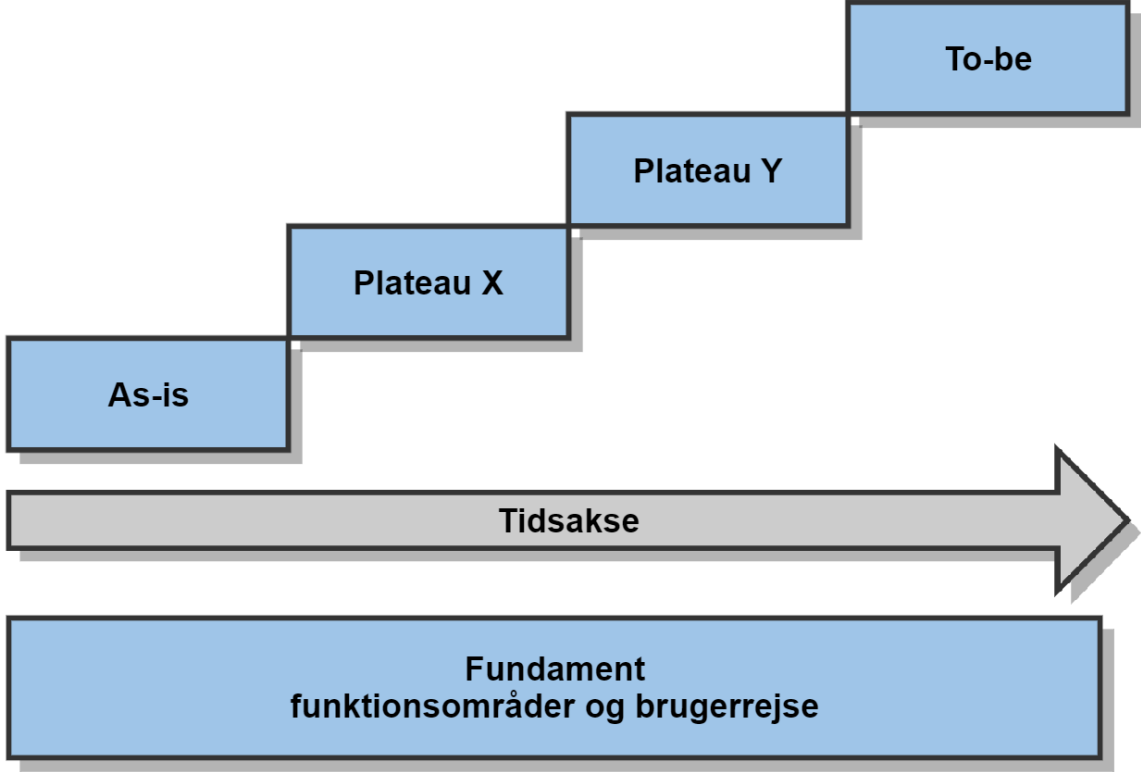 To-be
Plateau Y
Plateau X
As-is
Tidsakse
Fundament
funktionsområder og brugerrejse